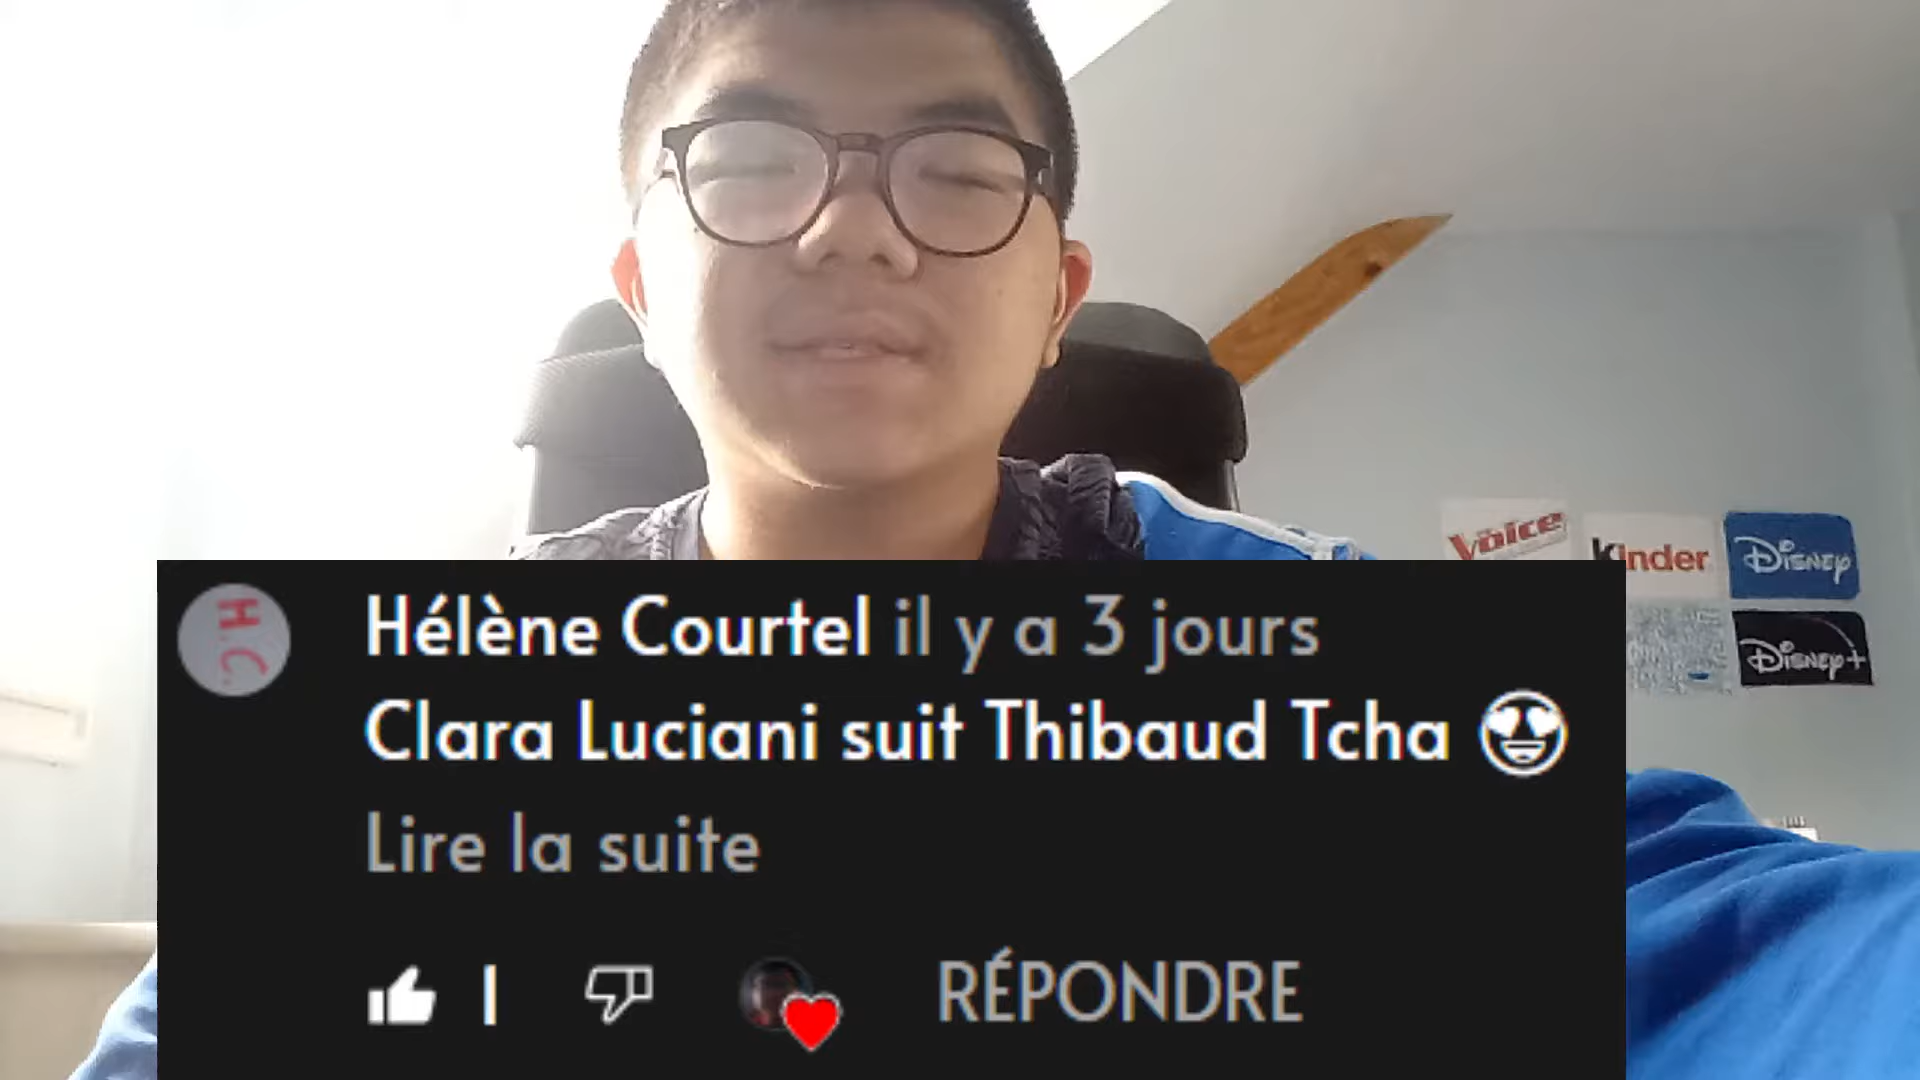 Voice
Kinder
Disney
Disney+
H.C.
Hélène Courtel il y a 3 jours
Clara Luciani suit Thibaud Tcha 😍
Lire la suite
1
RÉPONDRE